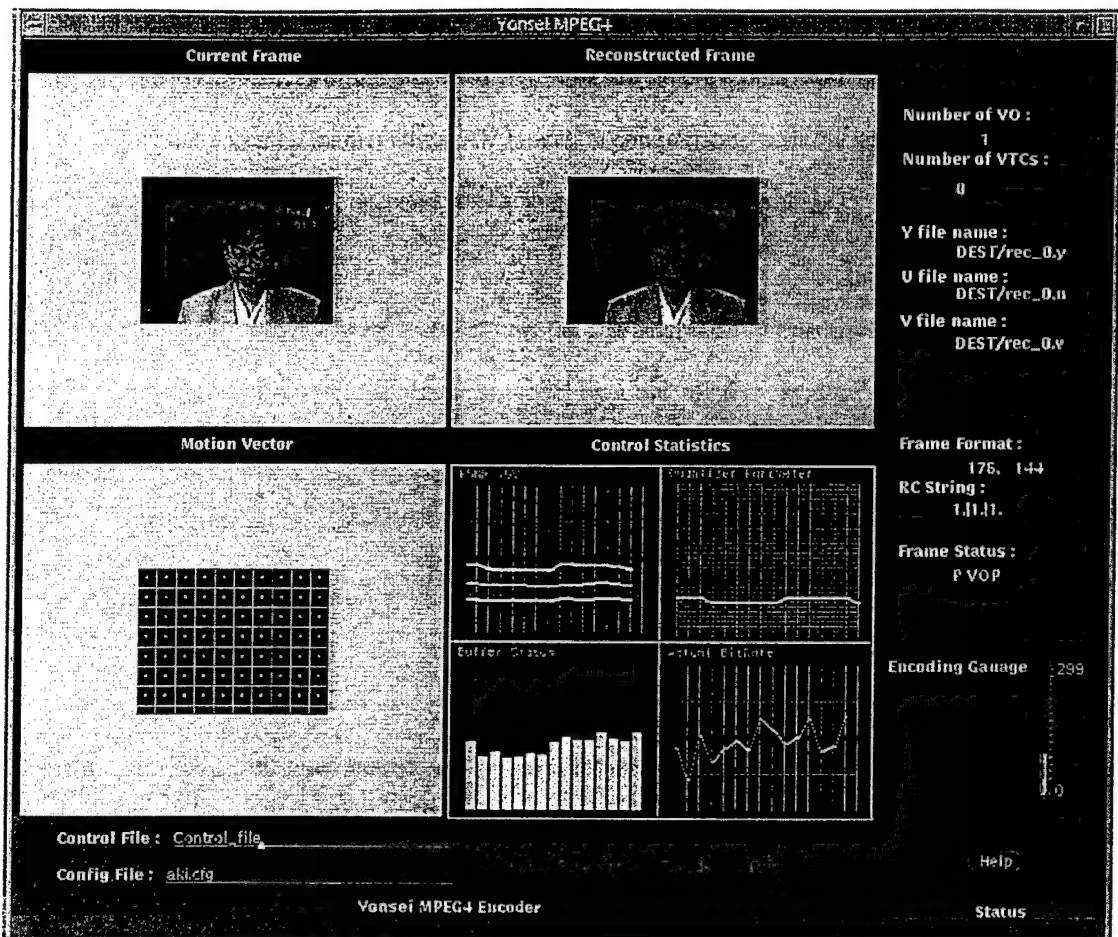 Yonsei MPEG4
Current Frame
Reconstructed Frame
Number of VO :
1
Number of VTCs :
0
Y file name :
DEST/rec_0.y
U file name :
DEST/rec_0.u
V file name :
DEST/rec_0.v
Motion Vector
Control Statistics
Frame Format :
176, 144
RC String :
1.|1.|1.
Frame Status :
P VOP
Buffer Status
Actual BitRate
Encoding Gauage
299
0
Control File : Control_file
Config File : aki.cfg
Help
Yonsei MPEG4 Encoder
Status